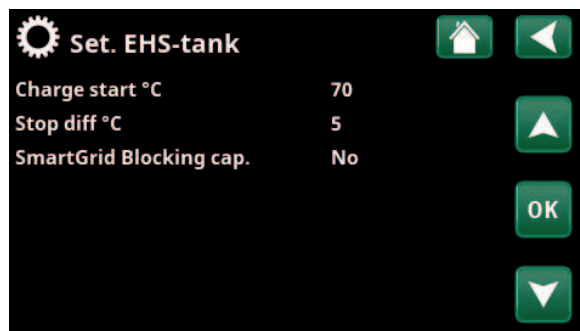 Set. EHS-tank
Charge start °C 70
Stop diff °C 5
SmartGrid Blocking cap. No
OK